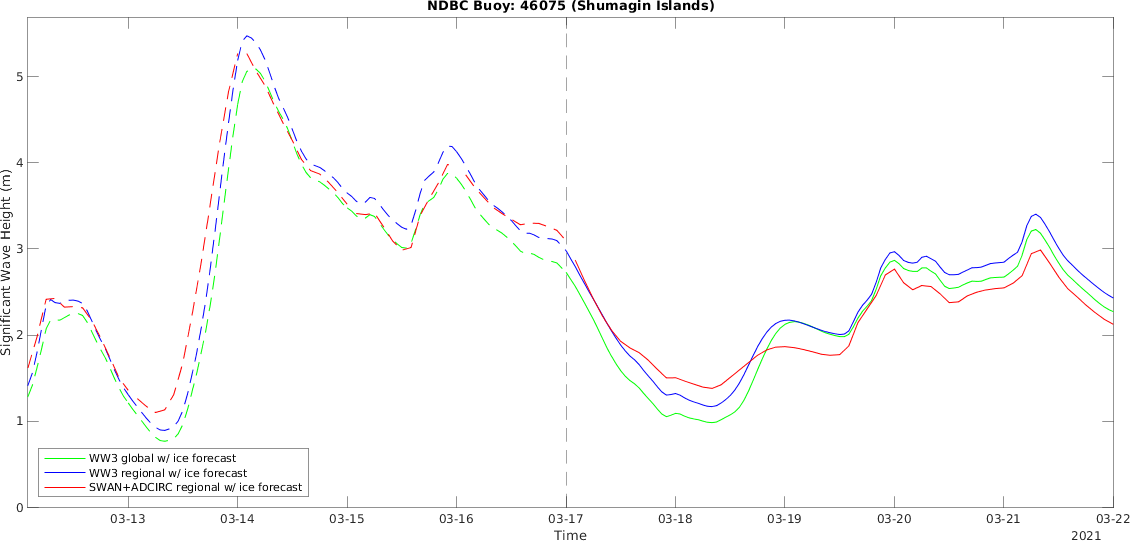 NDBC Buoy: 46075 (Shumagin Islands)
Significant Wave Height (m)
5
4
3
2
1
0
WW3 global w/ ice forecast
WW3 regional w/ ice forecast
SWAN+ADCIRC regional w/ ice forecast
03-13 03-14 03-15 03-16 03-17 03-18 03-19 03-20 03-21 03-22
Time
2021